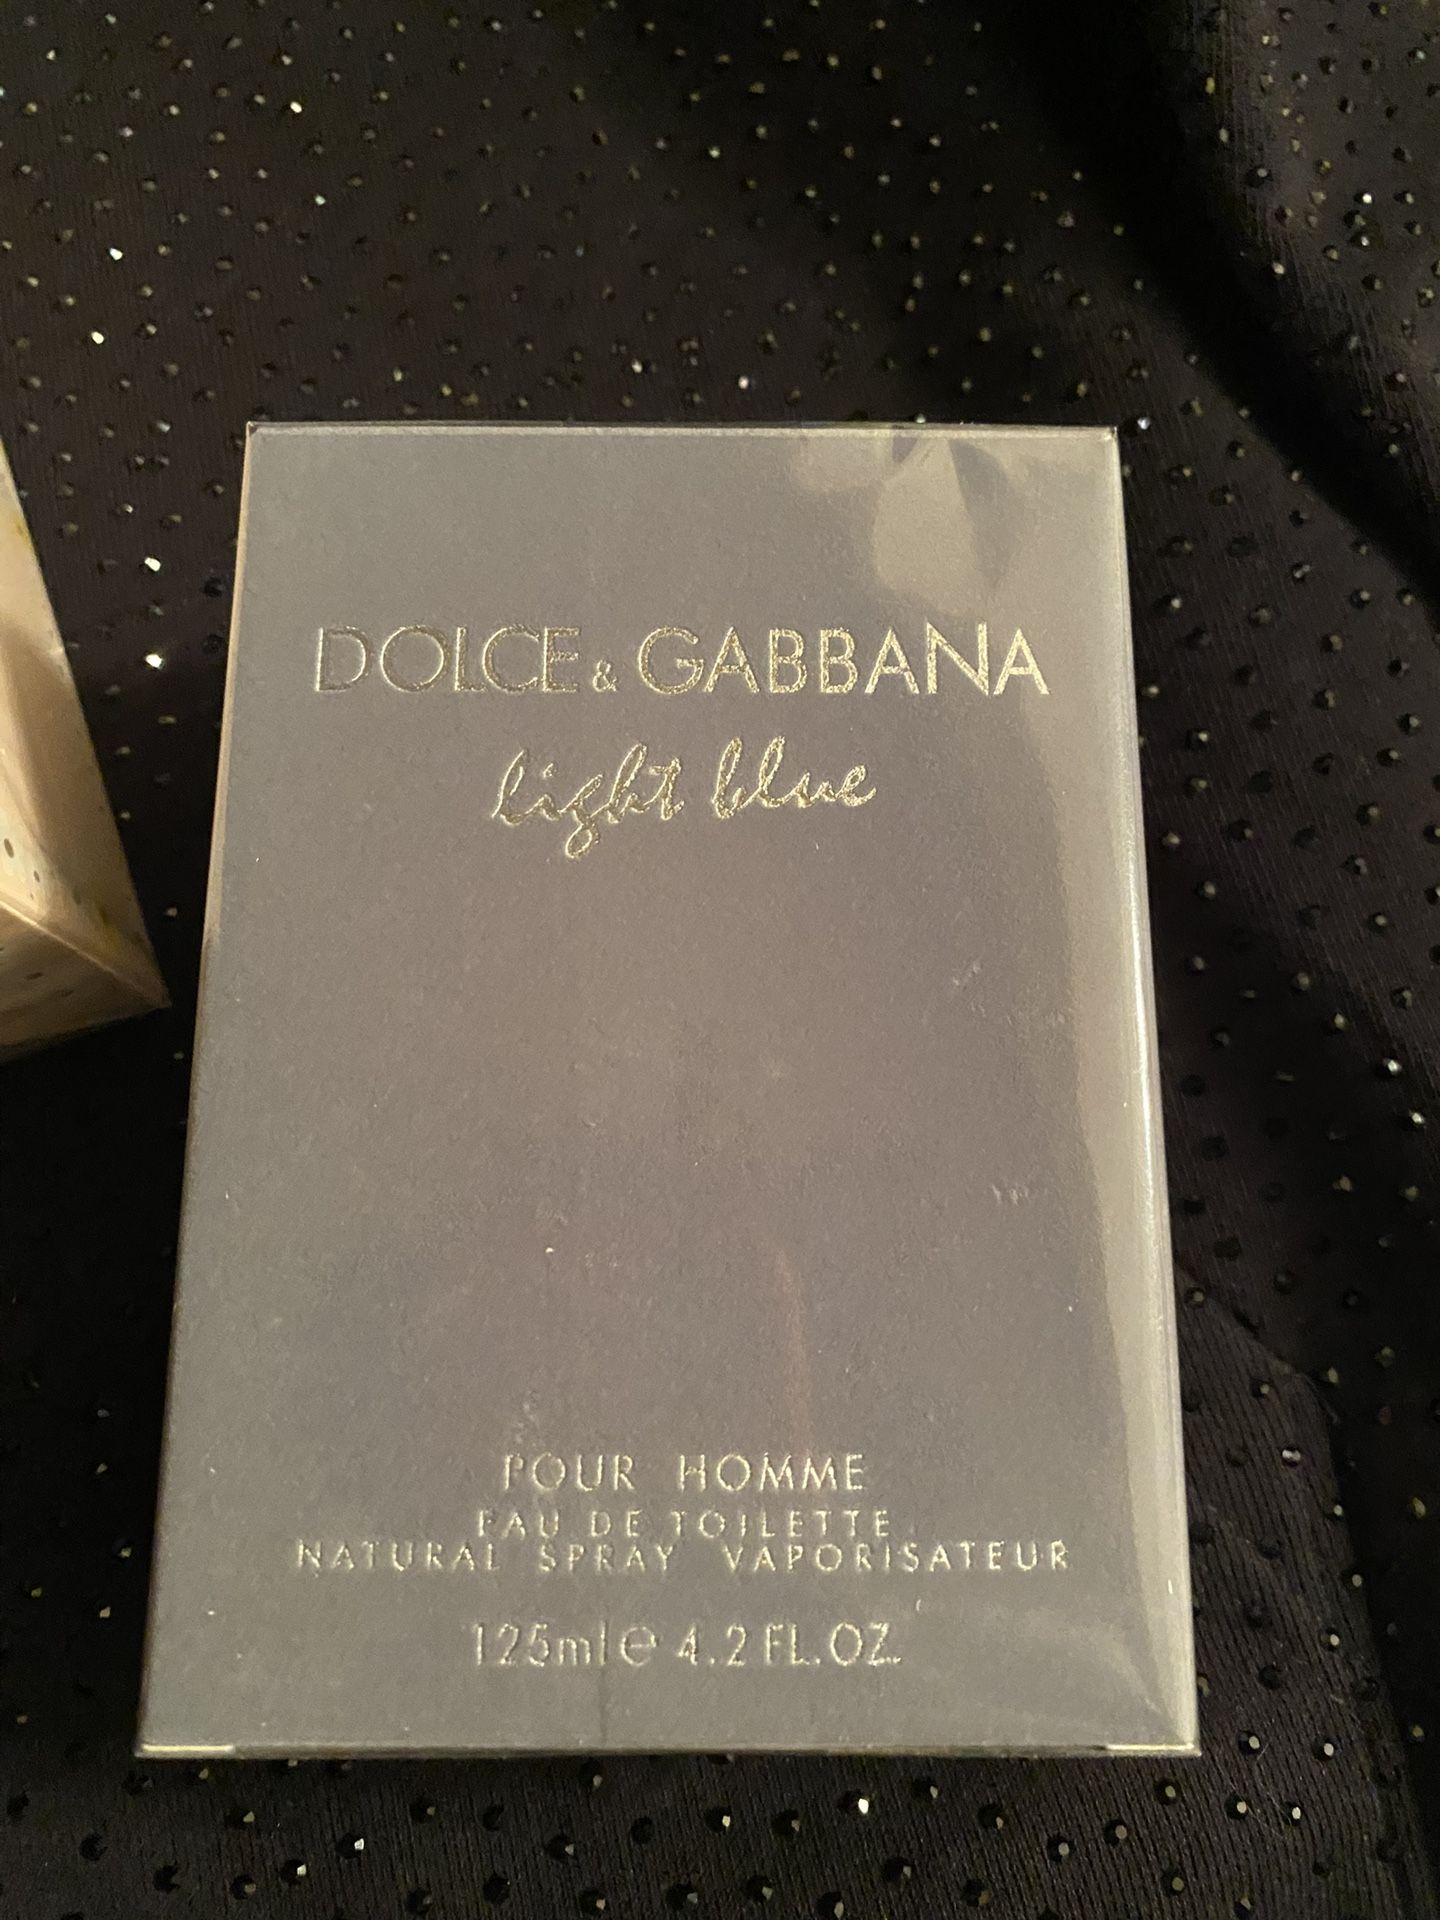 DOLCE & GABBANA
light blue
POUR HOMME
EAU DE TOILETTE
NATURAL SPRAY VAPORISATEUR
125ml e 4.2 FL. OZ.